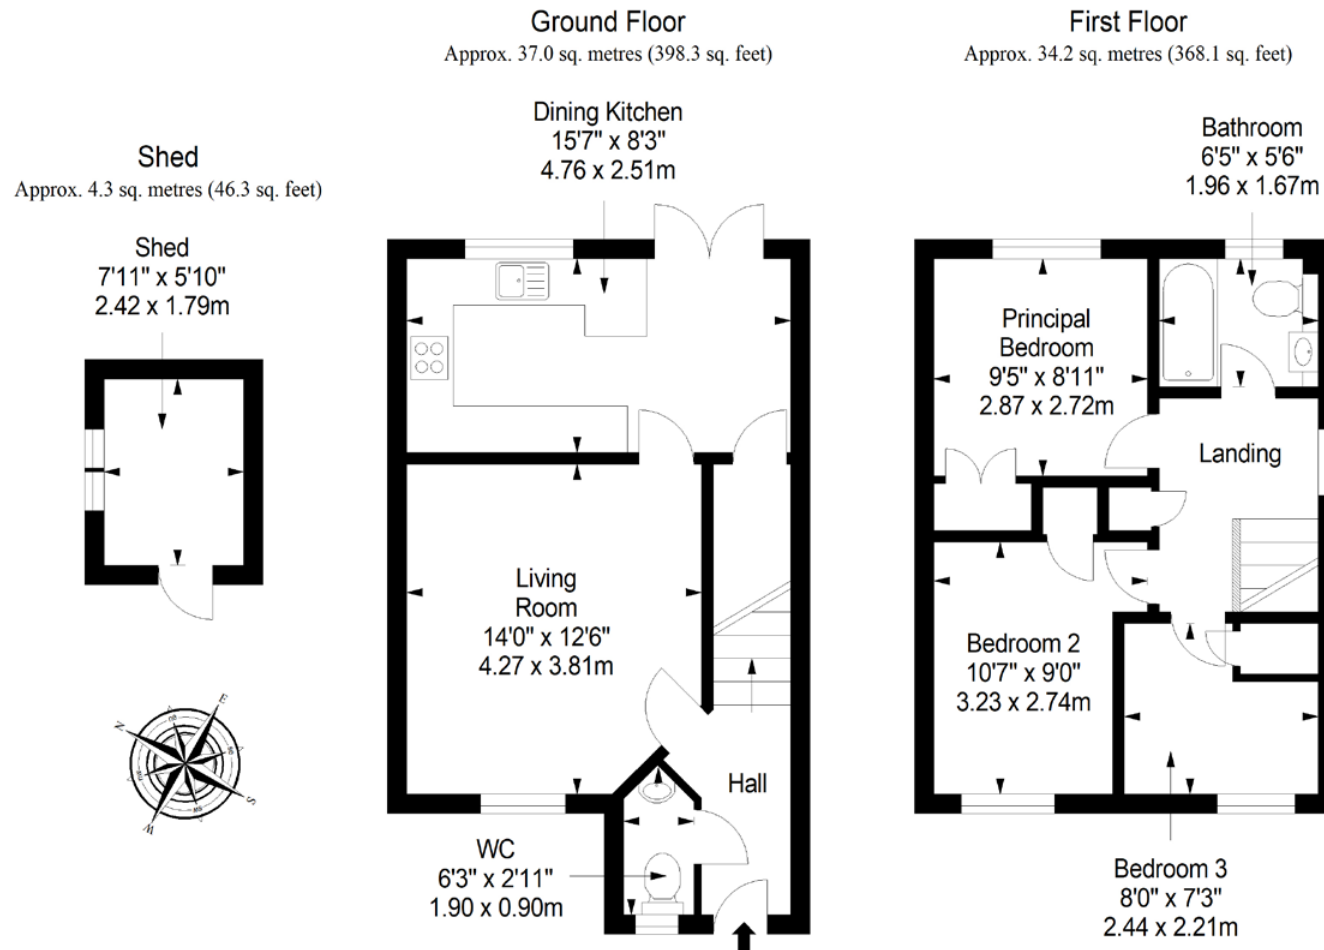 Ground Floor
Approx. 37.0 sq. metres (398.3 sq. feet)
First Floor
Approx. 34.2 sq. metres (368.1 sq. feet)
Shed
Approx. 4.3 sq. metres (46.3 sq. feet)
Shed
7'11" x 5'10"
2.42 x 1.79m
Dining Kitchen
15'7" x 8'3"
4.76 x 2.51m
Bathroom
6'5" x 5'6"
1.96 x 1.67m
Principal
Bedroom
9'5" x 8'11"
2.87 x 2.72m
Landing
Living
Room
14'0" x 12'6"
4.27 x 3.81m
Bedroom 2
10'7" x 9'0"
3.23 x 2.74m
Hall
WC
6'3" x 2'11"
1.90 x 0.90m
Bedroom 3
8'0" x 7'3"
2.44 x 2.21m
N
E
S
W